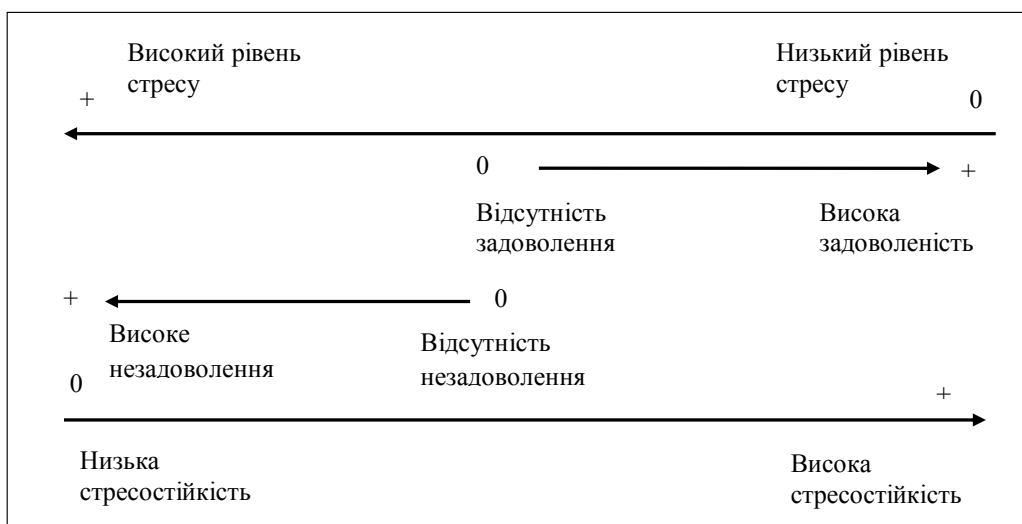 Високий рівень
стресу
Низький рівень
стресу
+
0
0
+
Відсутність
задоволення
Висока
задоволеність
+
0
Високе
незадоволення
Відсутність
незадоволення
0
+
Низька
стресостійкість
Висока
стресостійкість